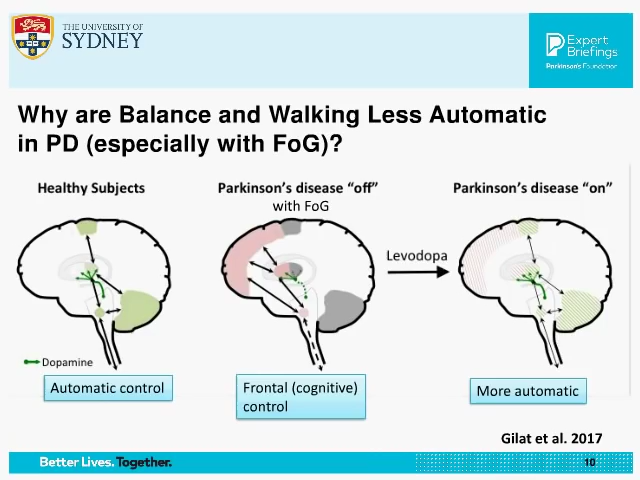 THE UNIVERSITY OF
SYDNEY
Expert
Briefings
Parkinson's Foundation
Why are Balance and Walking Less Automatic
in PD (especially with FoG)?
Healthy Subjects
Parkinson's disease "off"
with FoG
Parkinson's disease "on"
Levodopa
Dopamine
Automatic control
Frontal (cognitive)
control
More automatic
Gilat et al. 2017
Better Lives. Together.
10